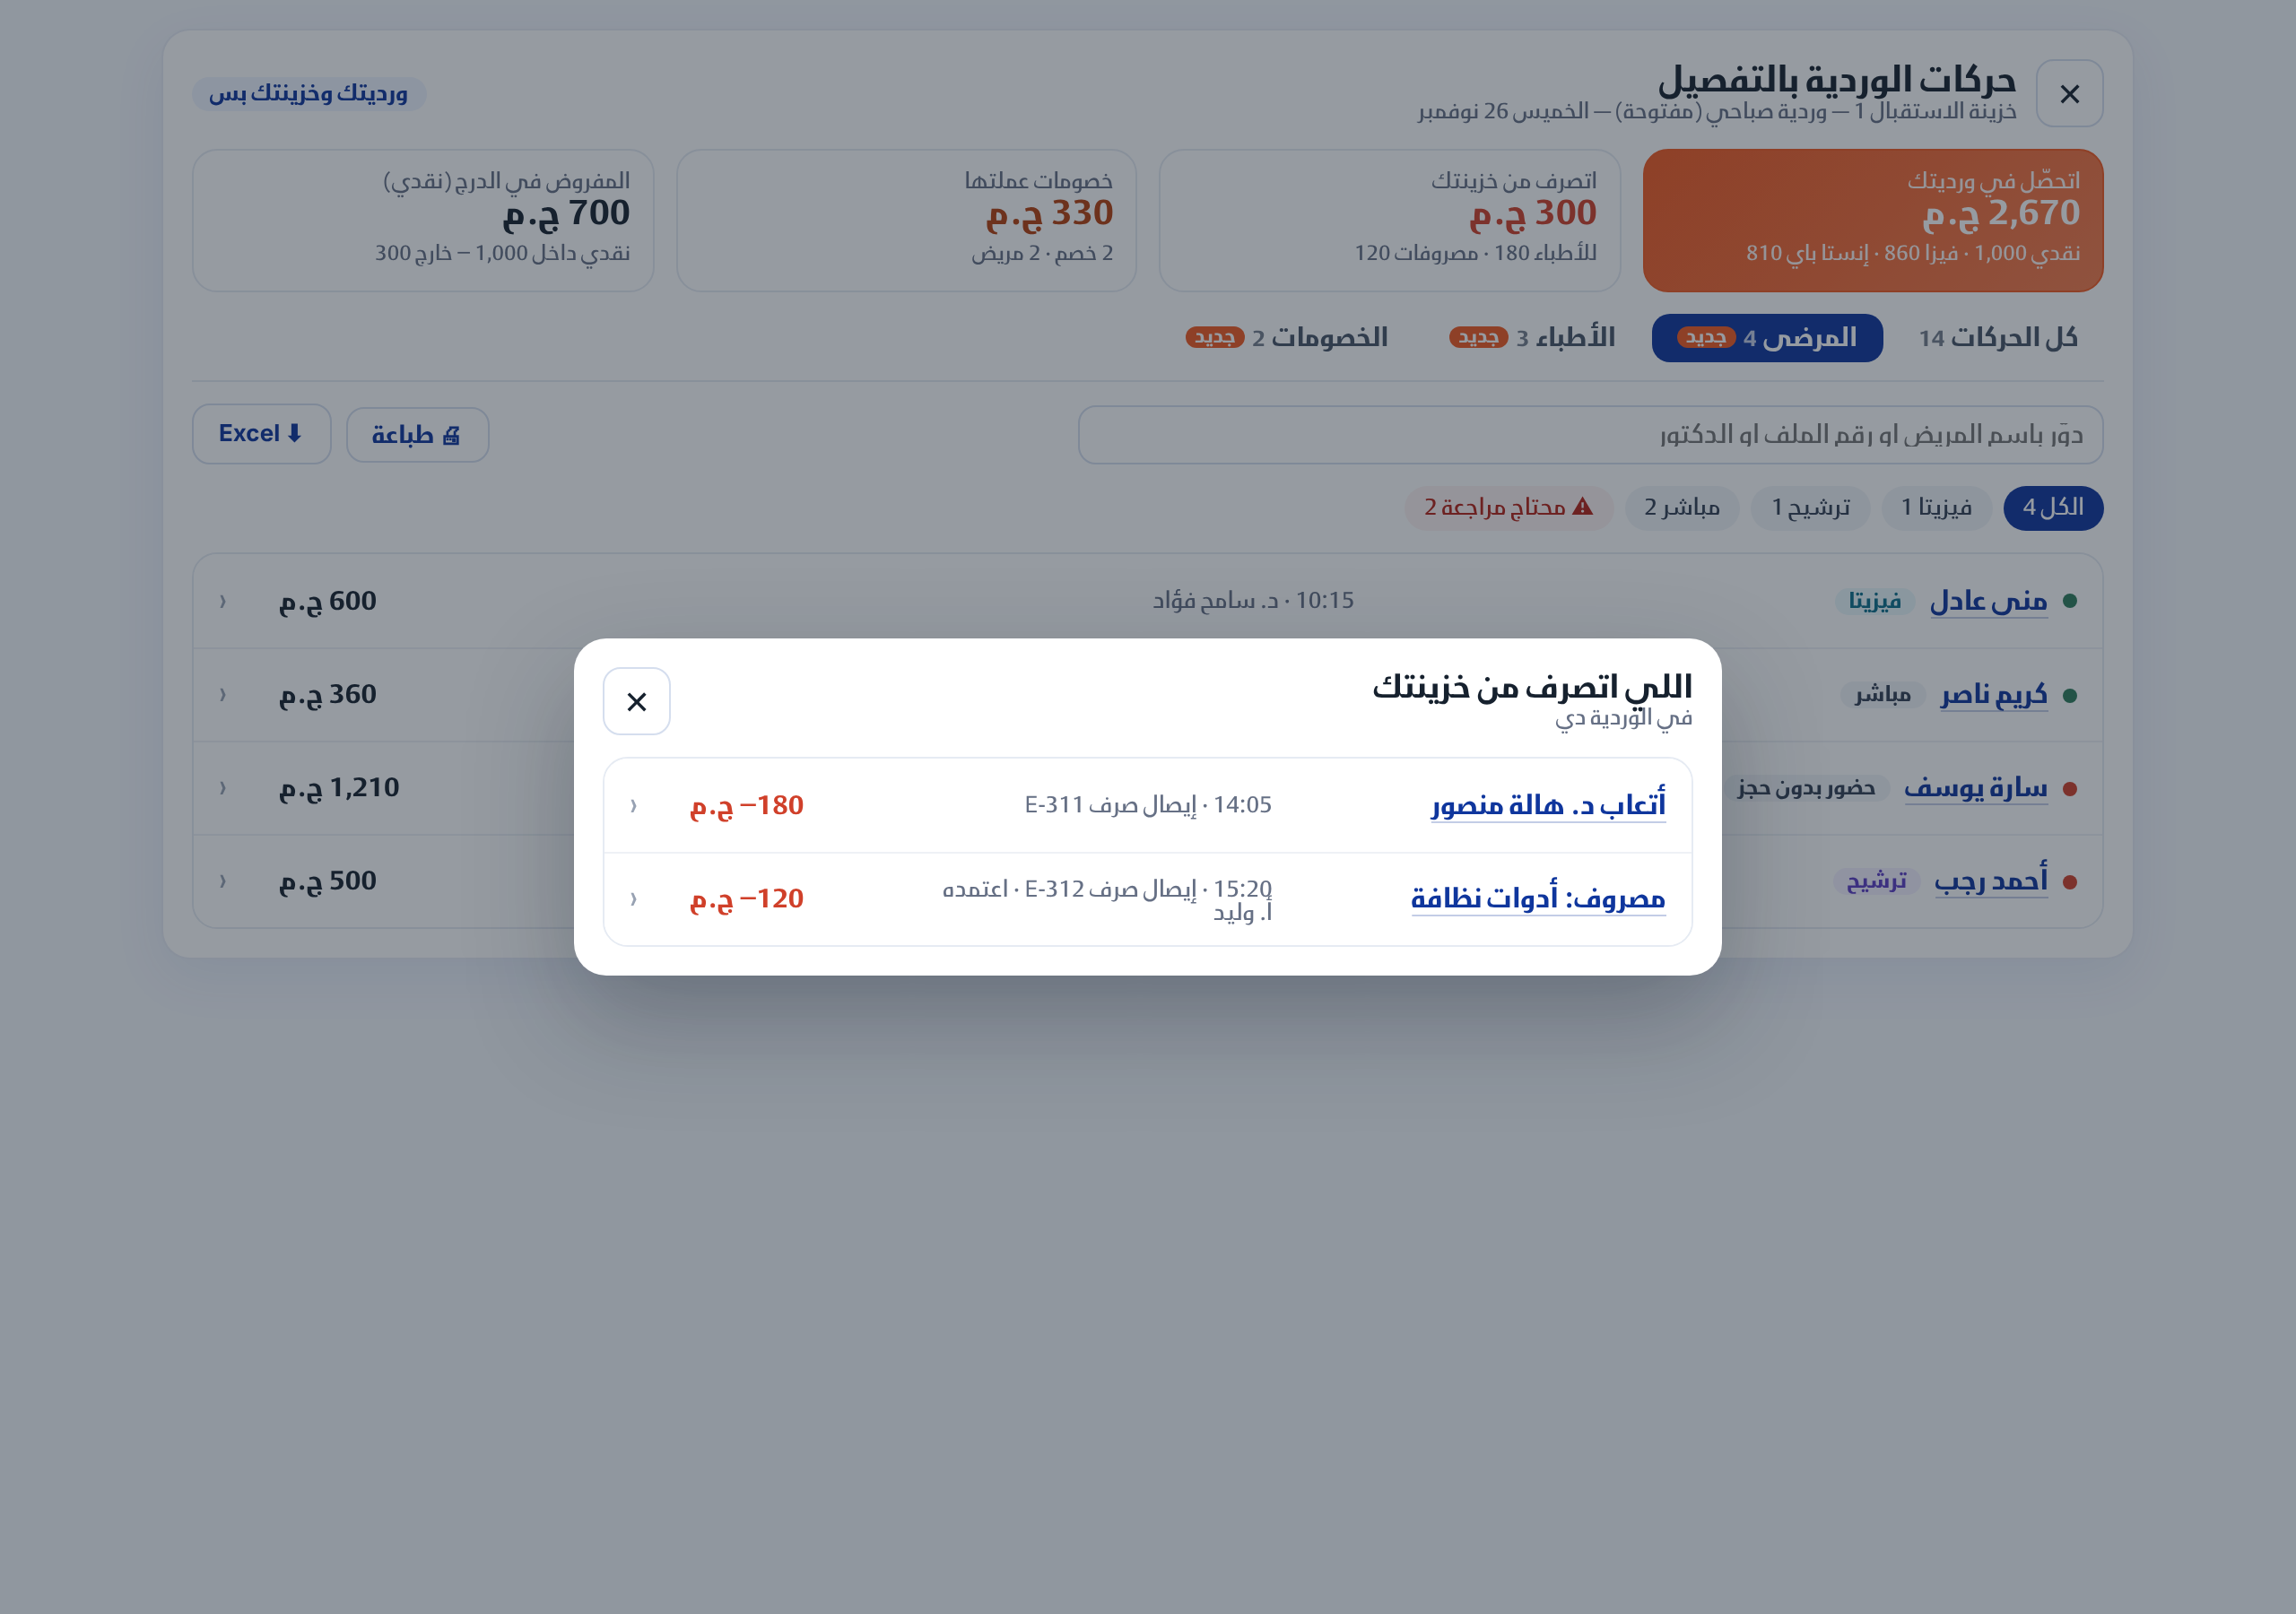 حركات الوردية بالتفصيل
خزينة الاستقبال 1 — وردية صباحي (مفتوحة) — الخميس 26 نوفمبر
ورديتك وخزينتك بس
اتحصّل في ورديتك
2,670 ج.م
نقدي 1,000 · فيزا 860 · إنستا باي 810
اتصرف من خزينتك
300 ج.م
للأطباء 180 · مصروفات 120
خصومات عملتها
330 ج.م
2 خصم · 2 مريض
المفروض في الدرج (نقدي)
700 ج.م
نقدي داخل 1,000 − خارج 300
كل الحركات 14
المرضى 4 جديد
الأطباء 3 جديد
الخصومات 2 جديد
دوّر باسم المريض او رقم الملف او الدكتور
طباعة
Excel
الكل 4
فيزيتا 1
ترشيح 1
مباشر 2
محتاج مراجعة 2
منى عادل فيزيتا 10:15 · د. سامح فؤاد 600 ج.م
كريم ناصر مباشر 360 ج.م
سارة يوسف حضور بدون حجز 1,210 ج.م
أحمد رجب ترشيح 500 ج.م
اللي اتصرف من خزينتك
في الوردية دي
أتعاب د. هالة منصور 14:05 · إيصال صرف E-311 −180 ج.م
مصروف: أدوات نظافة 15:20 · إيصال صرف E-312 · اعتمده
أ. وليد
−120 ج.م